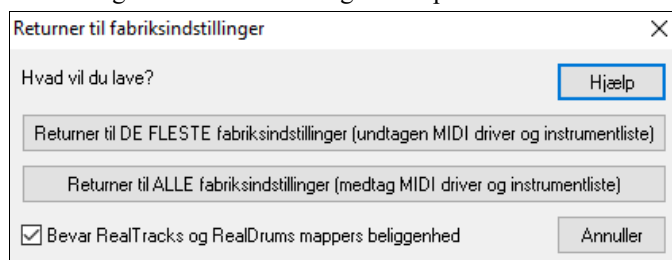 Returner til fabriksindstillinger
Hvad vil du lave?
Hjælp
Returner til DE FLESTE fabriksindstillinger (undtagen MIDI driver og instrumentliste)
Returner til ALLE fabriksindstillinger (medtag MIDI driver og instrumentliste)
Bevar RealTracks og RealDrums mappers beliggenhed
Annuller